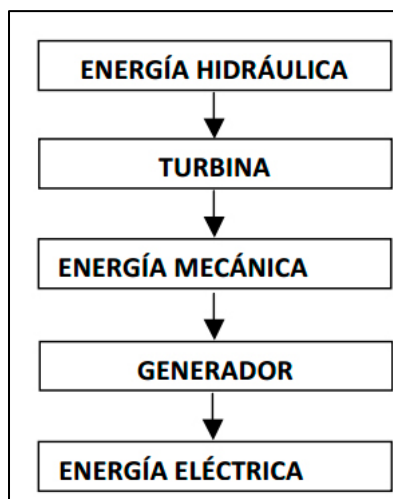 ENERGÍA HIDRÁULICA
TURBINA
ENERGÍA MECÁNICA
GENERADOR
ENERGÍA ELÉCTRICA